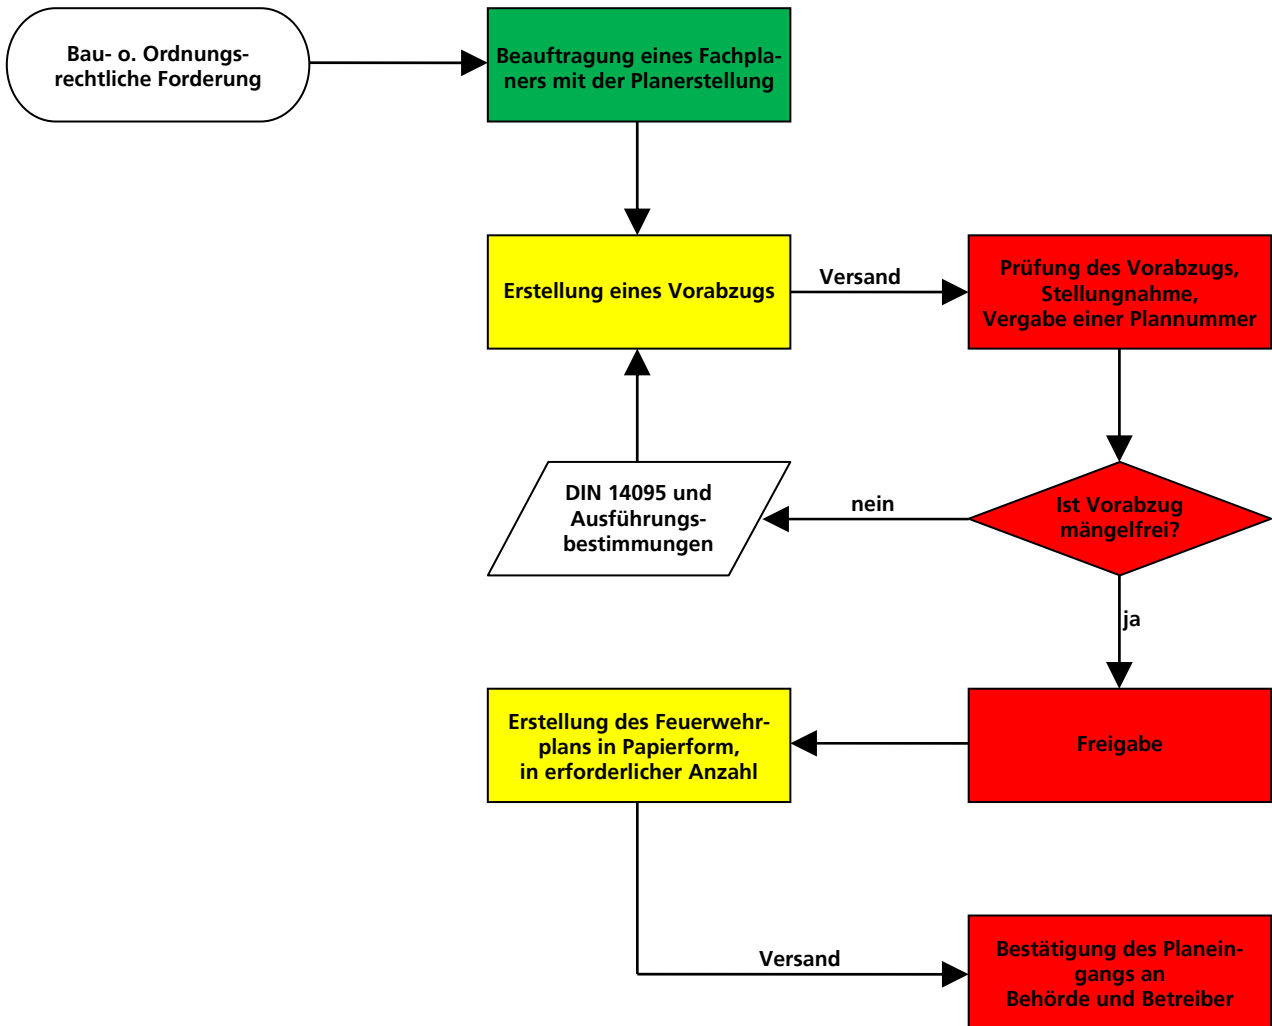 Bau- o. Ordnungs-
rechtliche Forderung
Beauftragung eines Fachpla-
ners mit der Planerstellung
Erstellung eines Vorabzugs
Versand
Prüfung des Vorabzugs,
Stellungnahme,
Vergabe einer Plannummer
DIN 14095 und
Ausführungs-
bestimmungen
nein
Ist Vorabzug
mängelfrei?
ja
Erstellung des Feuerwehr-
plans in Papierform,
in erforderlicher Anzahl
Freigabe
Versand
Bestätigung des Planein-
gangs an
Behörde und Betreiber